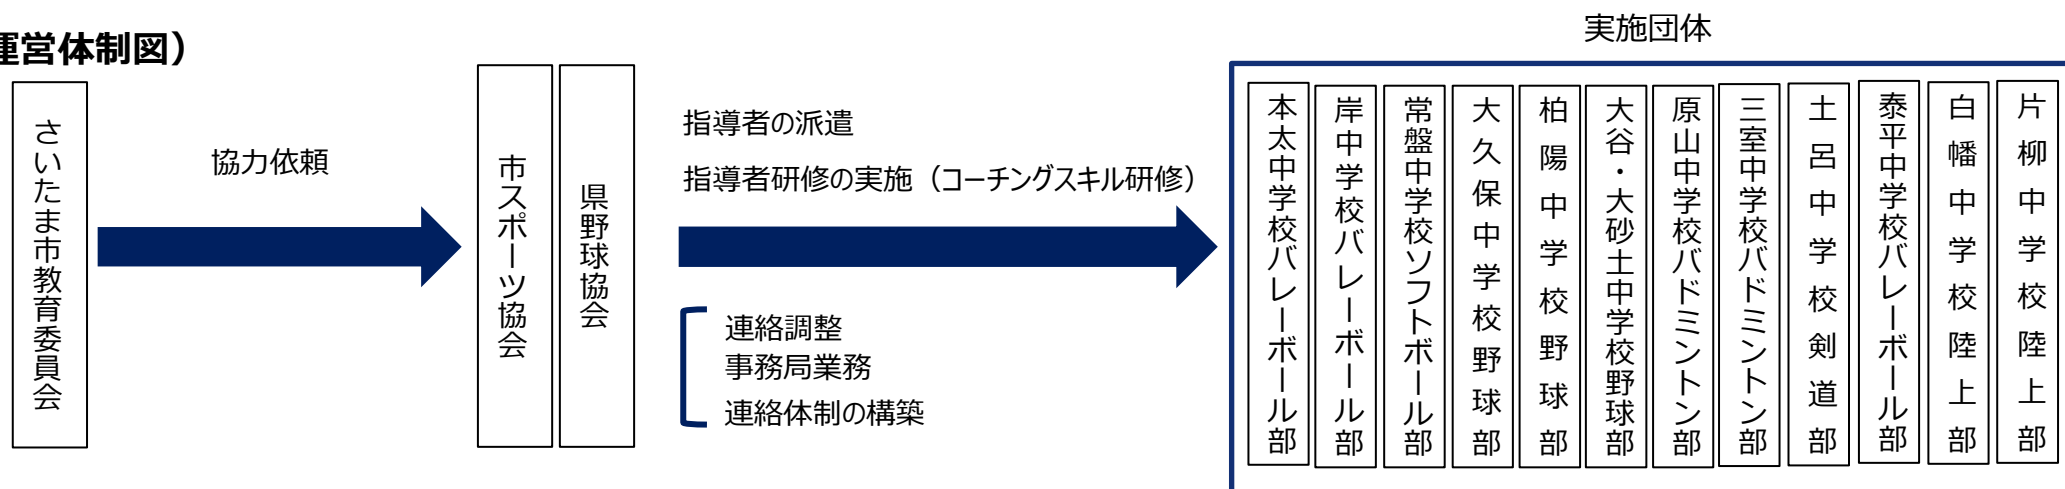 運営体制図）
さいたま市教育委員会
協力依頼
市スポーツ協会
県野球協会
指導者の派遣
指導者研修の実施（コーチングスキル研修）
連絡調整
事務局業務
連絡体制の構築
実施団体
本太中学校バレーボール部
岸中学校バレーボール部
常盤中学校ソフトボール部
大久保中学校野球部
柏陽中学校野球部
大谷・大砂土中学校野球部
原山中学校バドミントン部
三室中学校バドミントン部
土呂中学校剣道部
泰平中学校バレーボール部
白幡中学校陸上部
片柳中学校陸上部